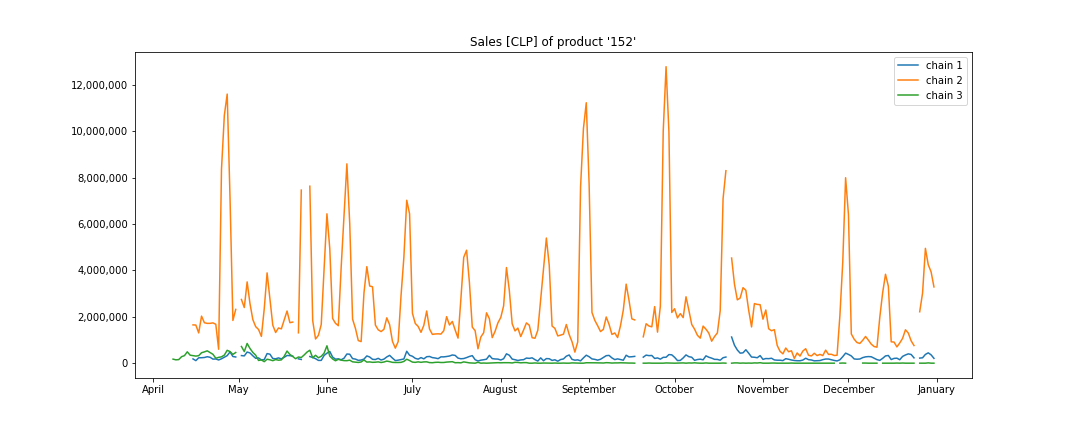 Sales [CLP] of product '152'
chain 1
chain 2
chain 3
12,000,000
10,000,000
8,000,000
6,000,000
4,000,000
2,000,000
0
April May June July August September October November December January